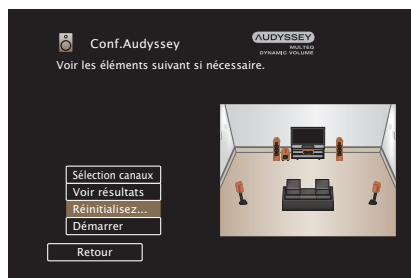 Conf.Audyssey
AUDYSSEY
MULTEQ
DYNAMIC VOLUME
Voir les éléments suivant si nécessaire.
Sélection canaux
Voir résultats
Réinitialisez...
Démarrer
Retour